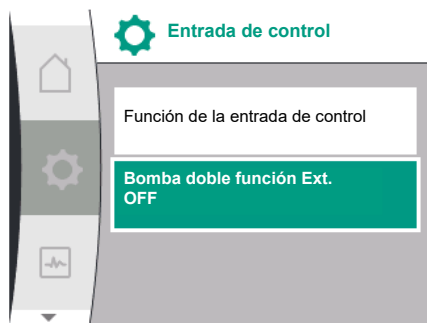 Entrada de control
Función de la entrada de control
Bomba doble función Ext.
OFF